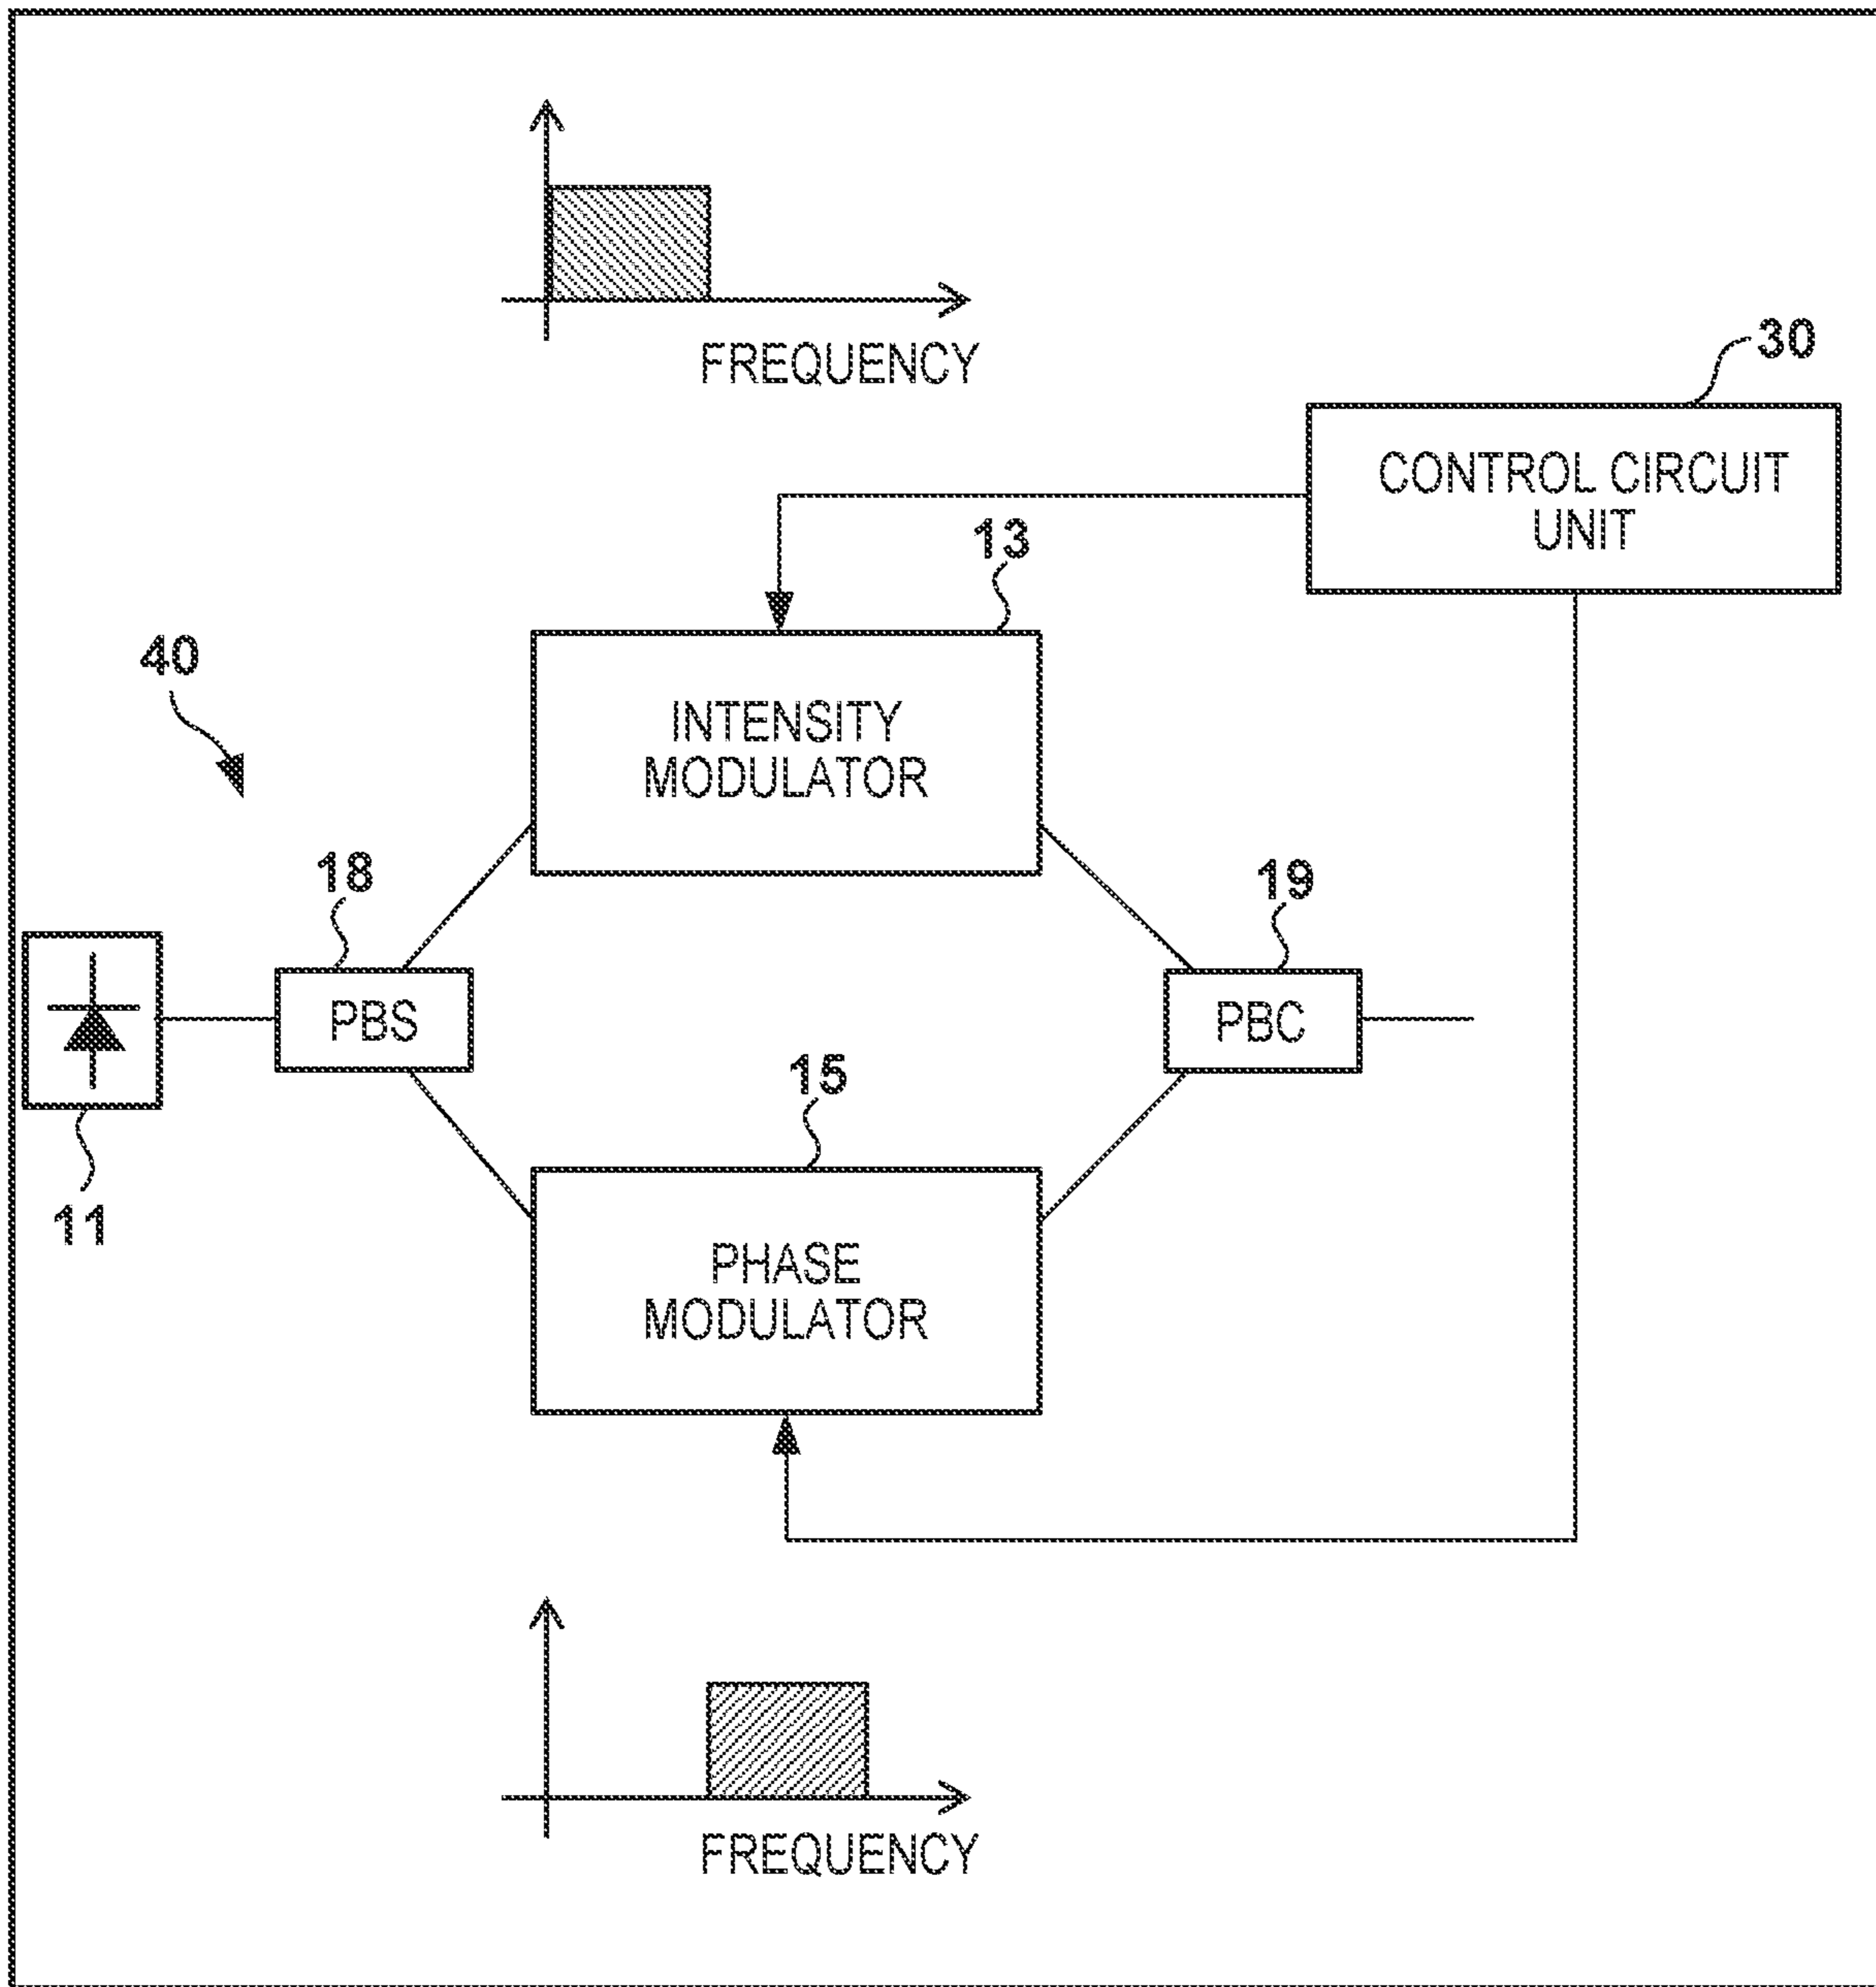 FREQUENCY
30
CONTROL CIRCUIT
UNIT
13
40
INTENSITY
MODULATOR
18
19
PBS
PBC
15
11
PHASE
MODULATOR
FREQUENCY